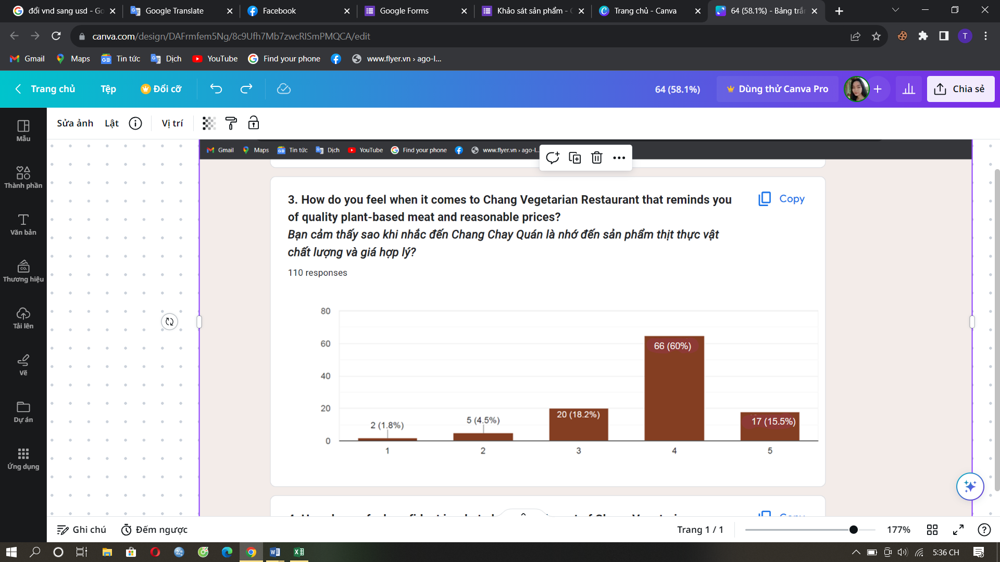 đổi vnd sang usd - Go
Google Translate
Facebook
Google Forms
Khảo sát sản phẩm -
Trang chủ - Canva
64 (58.1%) - Bảng trắn
canva.com/design/DAFrmfem5Ng/8c9Ufh7Mb7zwcRISmPMQCA/edit
T
Gmail
Maps
Tin tức
Dịch
YouTube
Find your phone
www.flyer.vn › ago-l...
Trang chủ
Tệp
Đổi cỡ
64 (58.1%)
Dùng thử Canva Pro
Chia sẻ
Sửa ảnh
Lật
Vị trí
Mẫu
Thành phần
Văn bản
Thương hiệu
Tải lên
Vẽ
Dự án
Ứng dụng
Gmail
Maps
Tin tức
Dịch
YouTube
Find your phone
www.flyer.vn › ago-l...
3. How do you feel when it comes to Chang Vegetarian Restaurant that reminds you
of quality plant-based meat and reasonable prices?
Bạn cảm thấy sao khi nhắc đến Chang Chay Quán là nhớ đến sản phẩm thịt thực vật
chất lượng và giá hợp lý?
Copy
110 responses
80
60
40
20
0
2 (1.8%)
5 (4.5%)
20 (18.2%)
66 (60%)
17 (15.5%)
1
2
3
4
5
Ghi chú
Đếm ngược
Trang 1 / 1
177%
5:36 CH